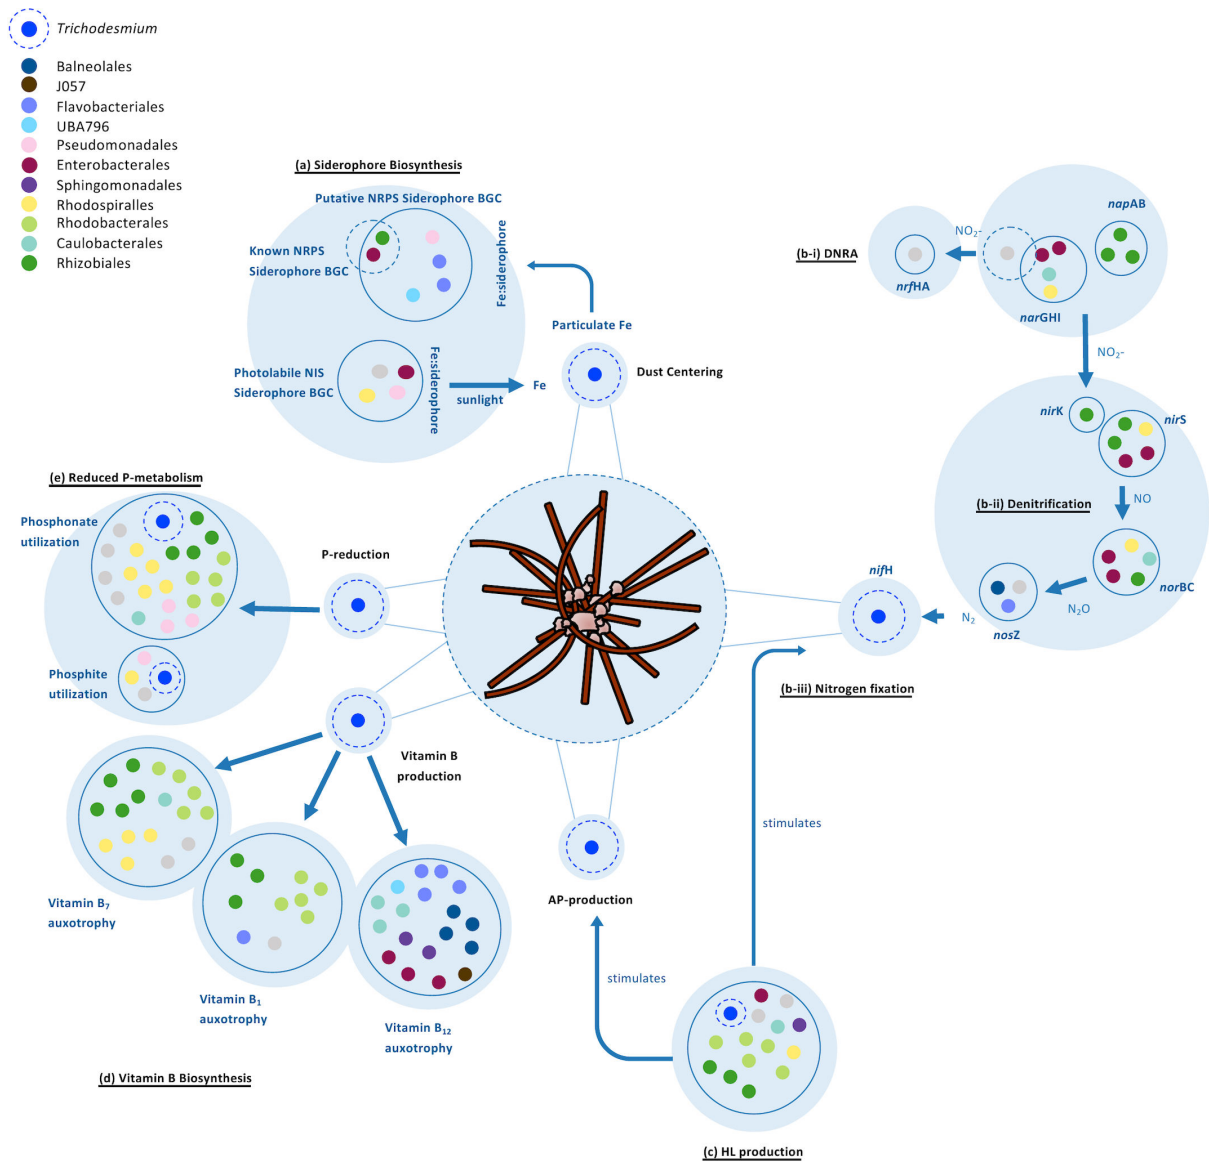 Trichodesmium
Balneolales
J057
Flavobacteriales
UBA796
Pseudomonadales
Enterobacterales
Sphingomonadales
Rhodospiralles
Rhodobacterales
Caulobacterales
Rhizobiales
(a) Siderophore Biosynthesis
Putative NRPS Siderophore BGC
Known NRPS
Siderophore BGC
Fe:siderophore
Particulate Fe
Photolabile NIS
Siderophore BGC
Fe:siderophore
sunlight
Fe
Dust Centering
(b-i) DNRA
nrfHA
NO₂-
napAB
narGHI
NO₂-
nirK
nirS
(b-ii) Denitrification
NO
norBC
N₂O
nosZ
N₂
nifH
(b-iii) Nitrogen fixation
(e) Reduced P-metabolism
Phosphonate
utilization
P-reduction
Phosphite
utilization
Vitamin B
production
Vitamin B₇
auxotrophy
Vitamin B₁
auxotrophy
Vitamin B₁₂
auxotrophy
(d) Vitamin B Biosynthesis
AP-production
stimulates
stimulates
(c) HL production